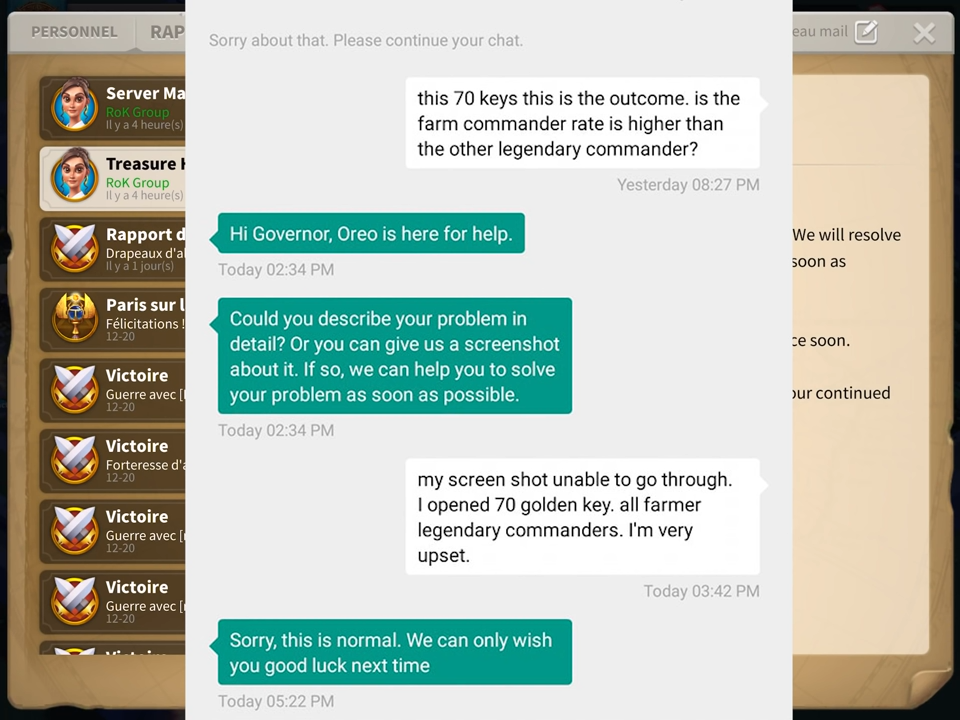 PERSONNEL
RAP
eau mail
Server Ma
RoK Group
Il y a 4 heure(s)
Treasure H
RoK Group
Il y a 4 heure(s)
Rapport d
Drapeaux d'al
Il y a 1 jour(s)
Paris sur l
Félicitations !
12-20
Victoire
Guerre avec [
12-20
Victoire
Forteresse d'a
12-20
Victoire
Guerre avec [r
12-20
Victoire
Guerre avec [r
12-20
Sorry about that. Please continue your chat.
this 70 keys this is the outcome. is the
farm commander rate is higher than
the other legendary commander?
Yesterday 08:27 PM
Hi Governor, Oreo is here for help.
Today 02:34 PM
Could you describe your problem in
detail? Or you can give us a screenshot
about it. If so, we can help you to solve
your problem as soon as possible.
Today 02:34 PM
my screen shot unable to go through.
I opened 70 golden key. all farmer
legendary commanders. I'm very
upset.
Today 03:42 PM
Sorry, this is normal. We can only wish
you good luck next time
Today 05:22 PM
We will resolve
soon as
ce soon.
our continued